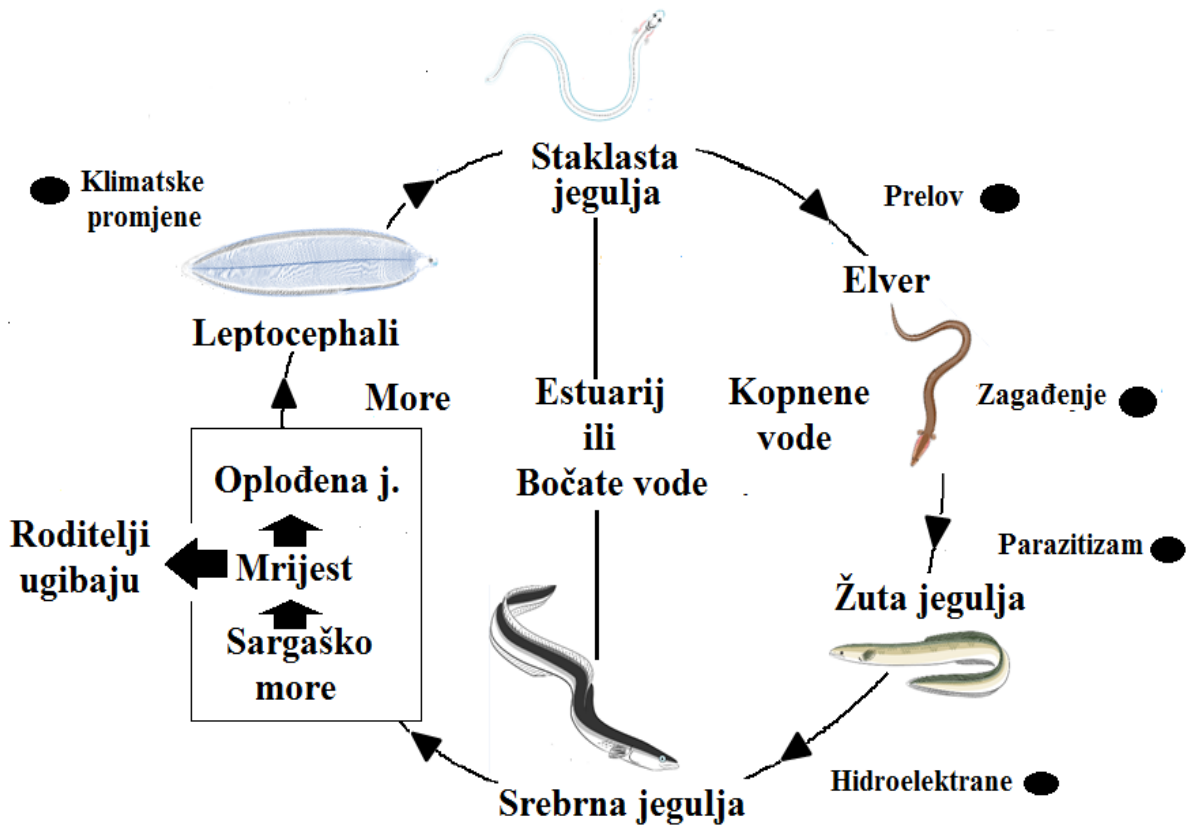 Staklasta
jegulja
Klimatske
promjene
Prelov
Elver
Leptocephali
More
Estuarij
ili
Bočate vode
Kopnene
vode
Zagađenje
Oplođena j.
Roditelji
ugibaju
Mrijest
Sargaško
more
Parazitizam
Žuta jegulja
Hidroelektrane
Srebrna jegulja